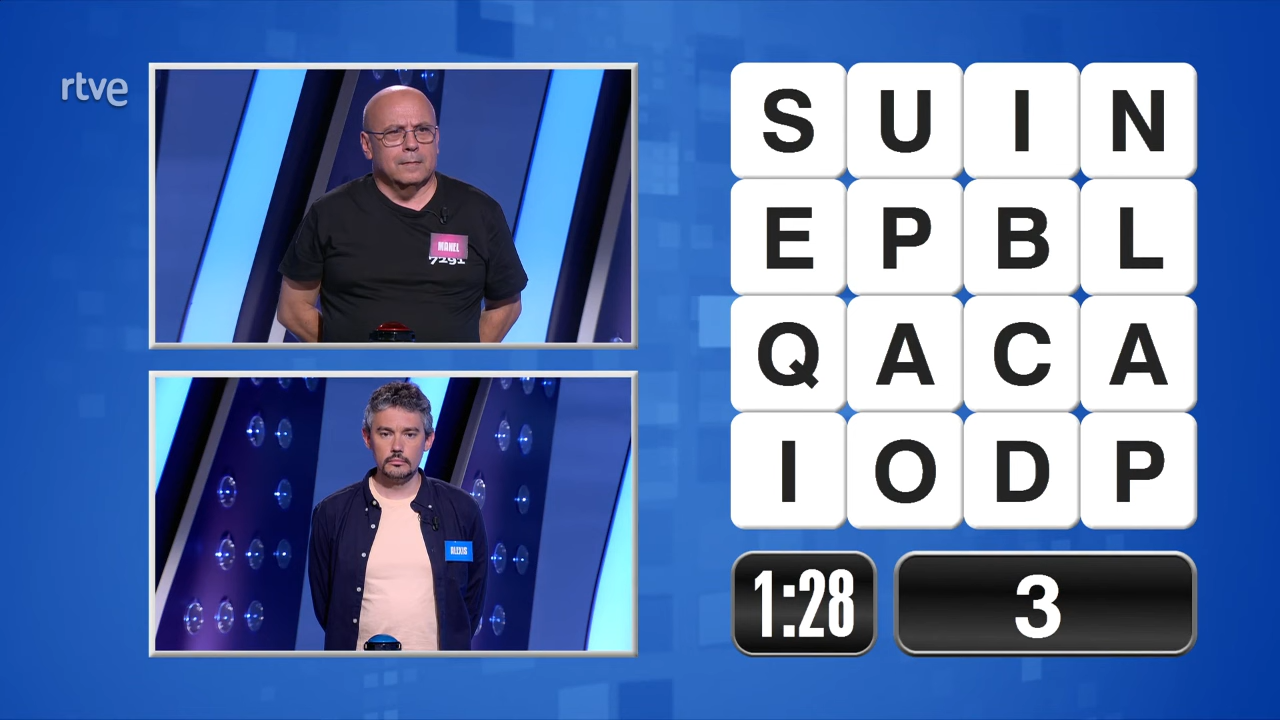 rtve
S U I N
E P B L
Q A C A
I O D P
MANEL
7291
ALEXIS
1:28
3